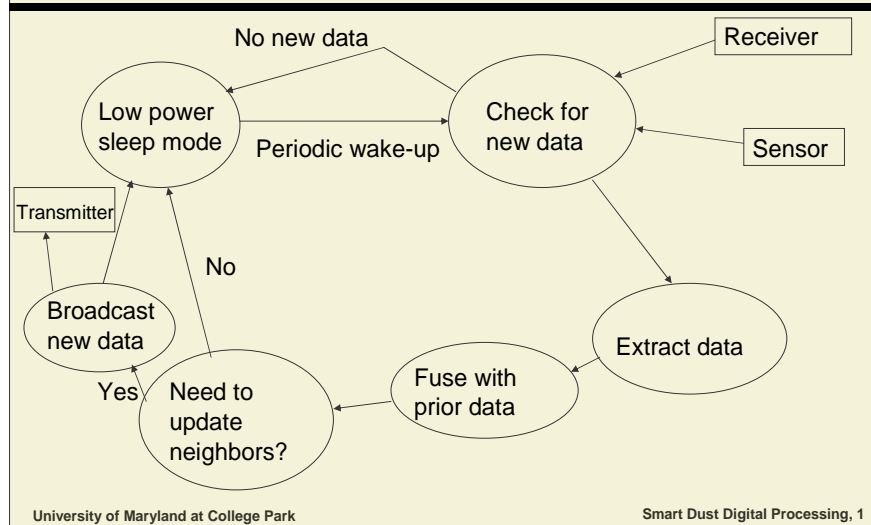 No new data
Receiver
Low power
sleep mode
Check for
new data
Periodic wake-up
Sensor
Transmitter
No
Broadcast
new data
Extract data
Fuse with
prior data
Yes
Need to
update
neighbors?
University of Maryland at College Park
Smart Dust Digital Processing, 1